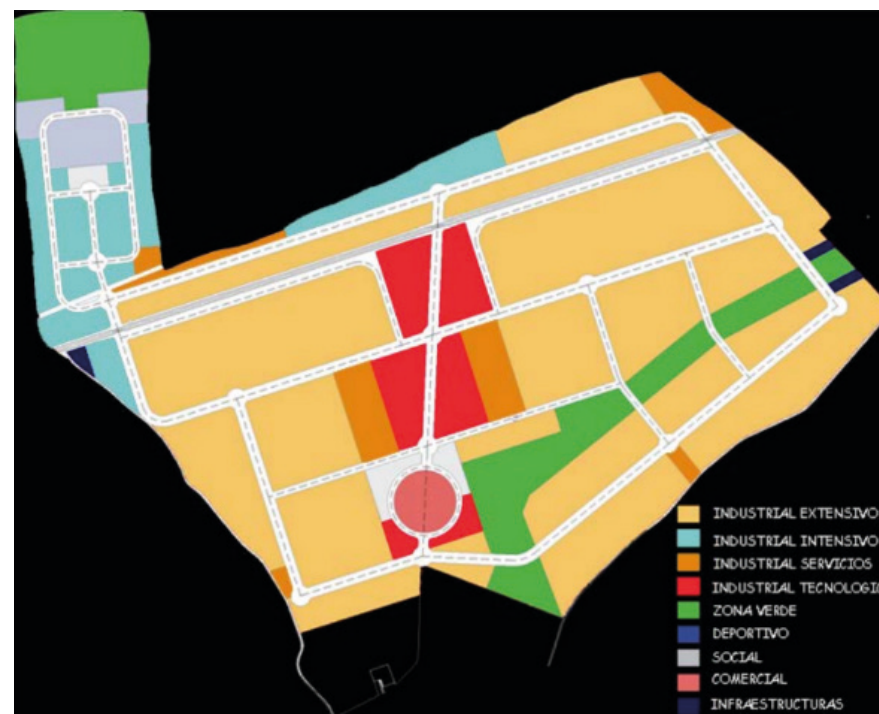 INDUSTRIAL EXTENSIVO
INDUSTRIAL INTENSIVO
INDUSTRIAL SERVICIOS
INDUSTRIAL TECNOLOGI
ZONA VERDE
DEPORTIVO
SOCIAL
COMERCIAL
INFRAESTRUCTURAS